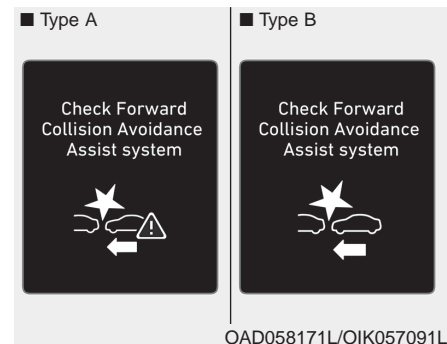 ■ Type A
■ Type B
Check Forward
Collision Avoidance
Assist system
Check Forward
Collision Avoidance
Assist system
OAD058171L/OIK057091L